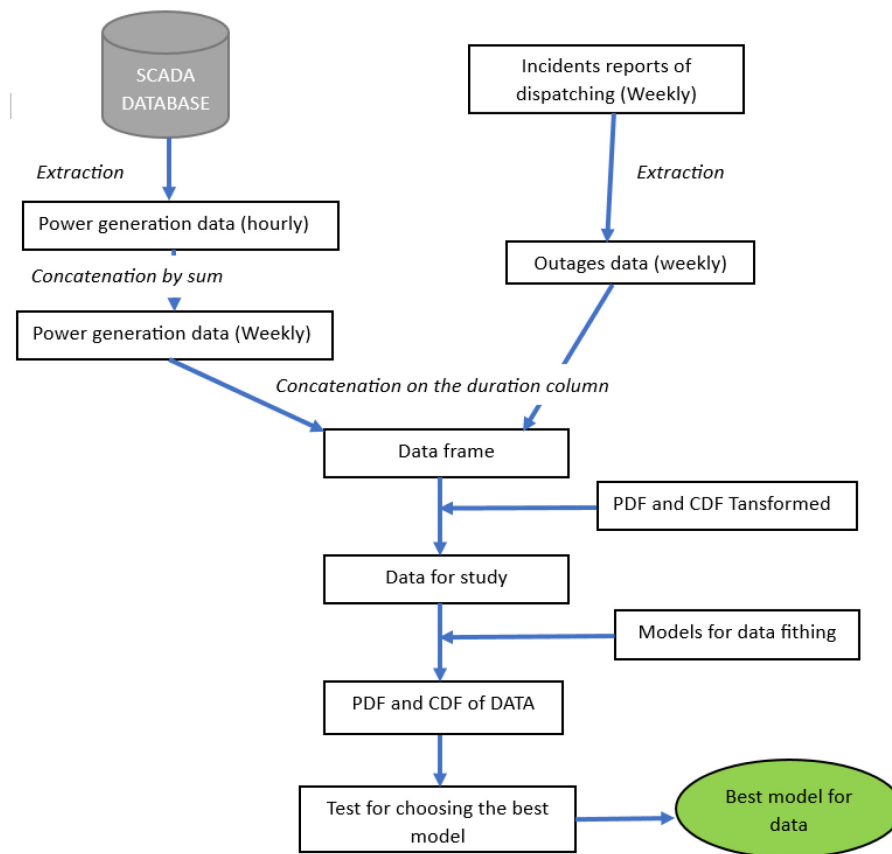 SCADA
DATABASE
Incidents reports of
dispatching (Weekly)
Extraction
Extraction
Power generation data (hourly)
Outages data (weekly)
Concatenation by sum
Power generation data (Weekly)
Concatenation on the duration column
Data frame
PDF and CDF Tansformed
Data for study
Models for data fithing
PDF and CDF of DATA
Test for choosing the best
model
Best model for
data